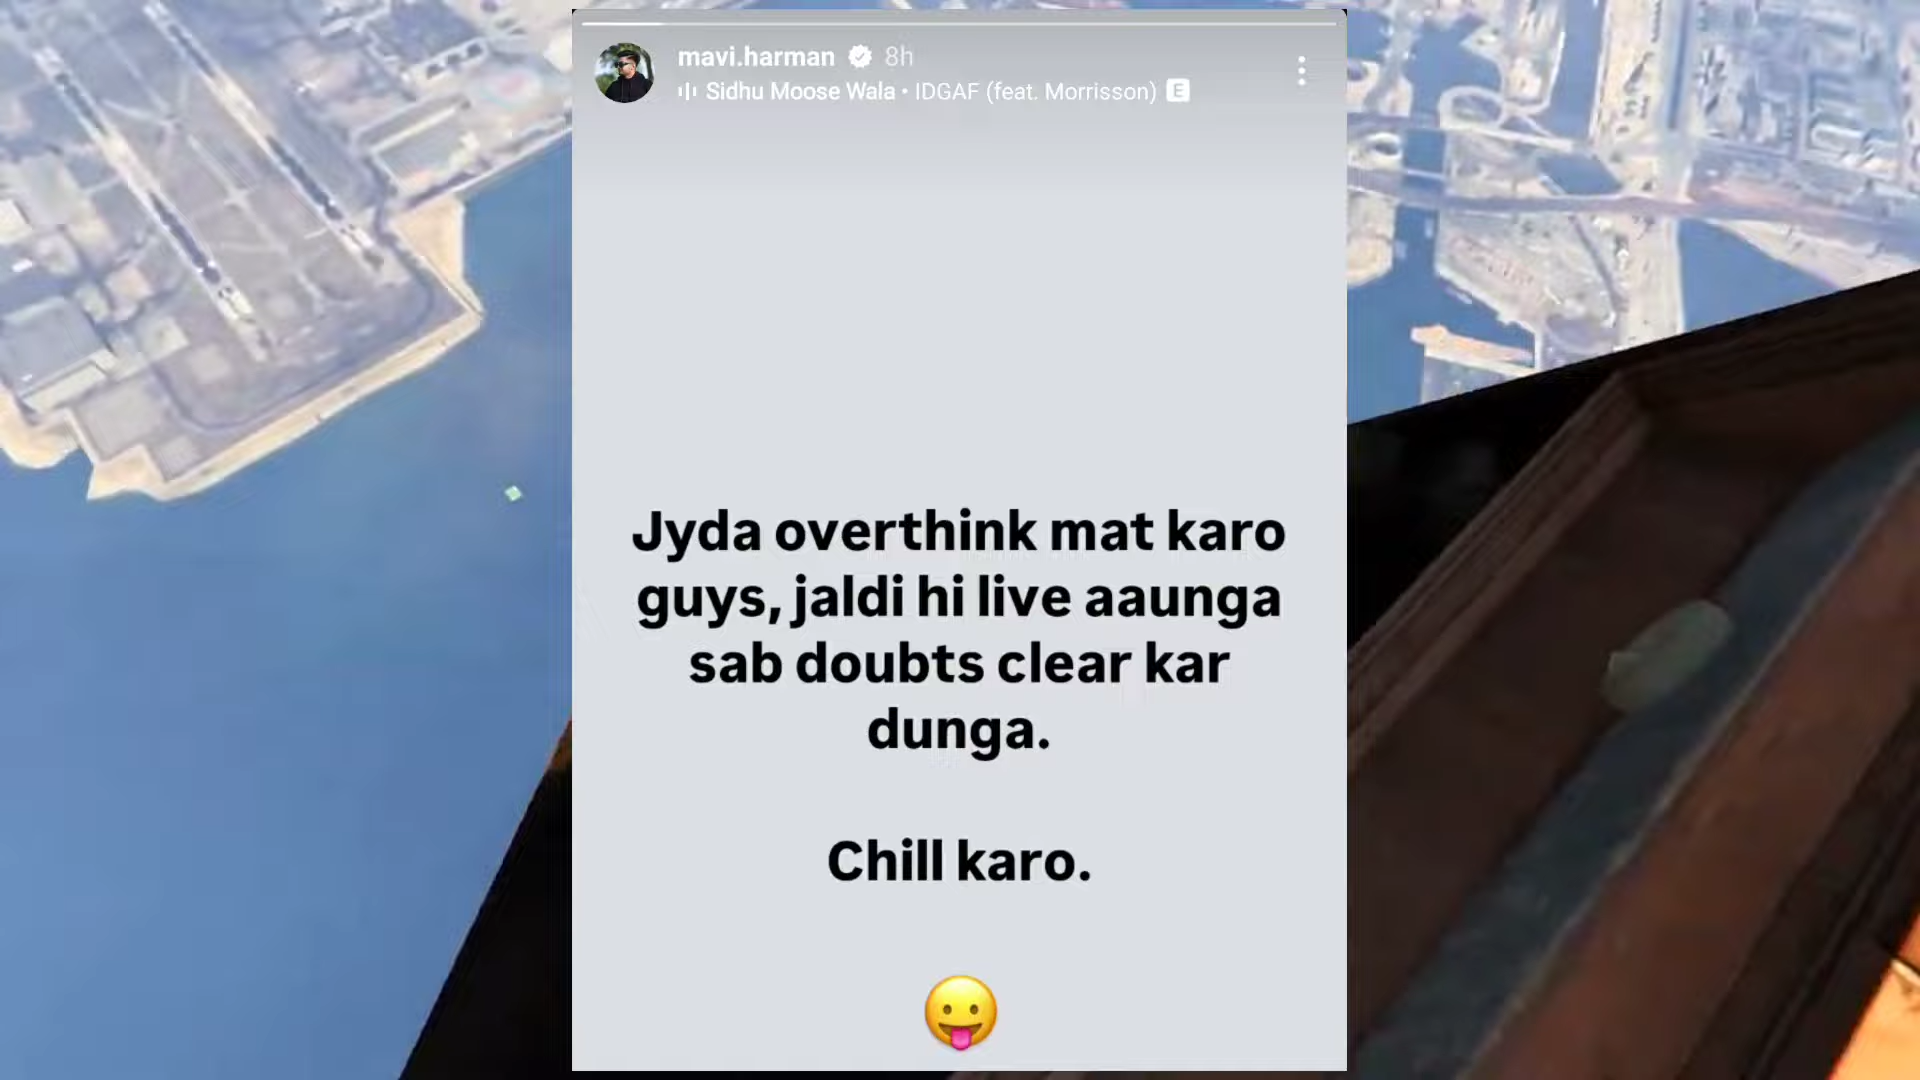 mavi.harman 8h
Sidhu Moose Wala • IDGAF (feat. Morrisson) E
Jyda overthink mat karo
guys, jaldi hi live aaunga
sab doubts clear kar
dunga.
Chill karo.